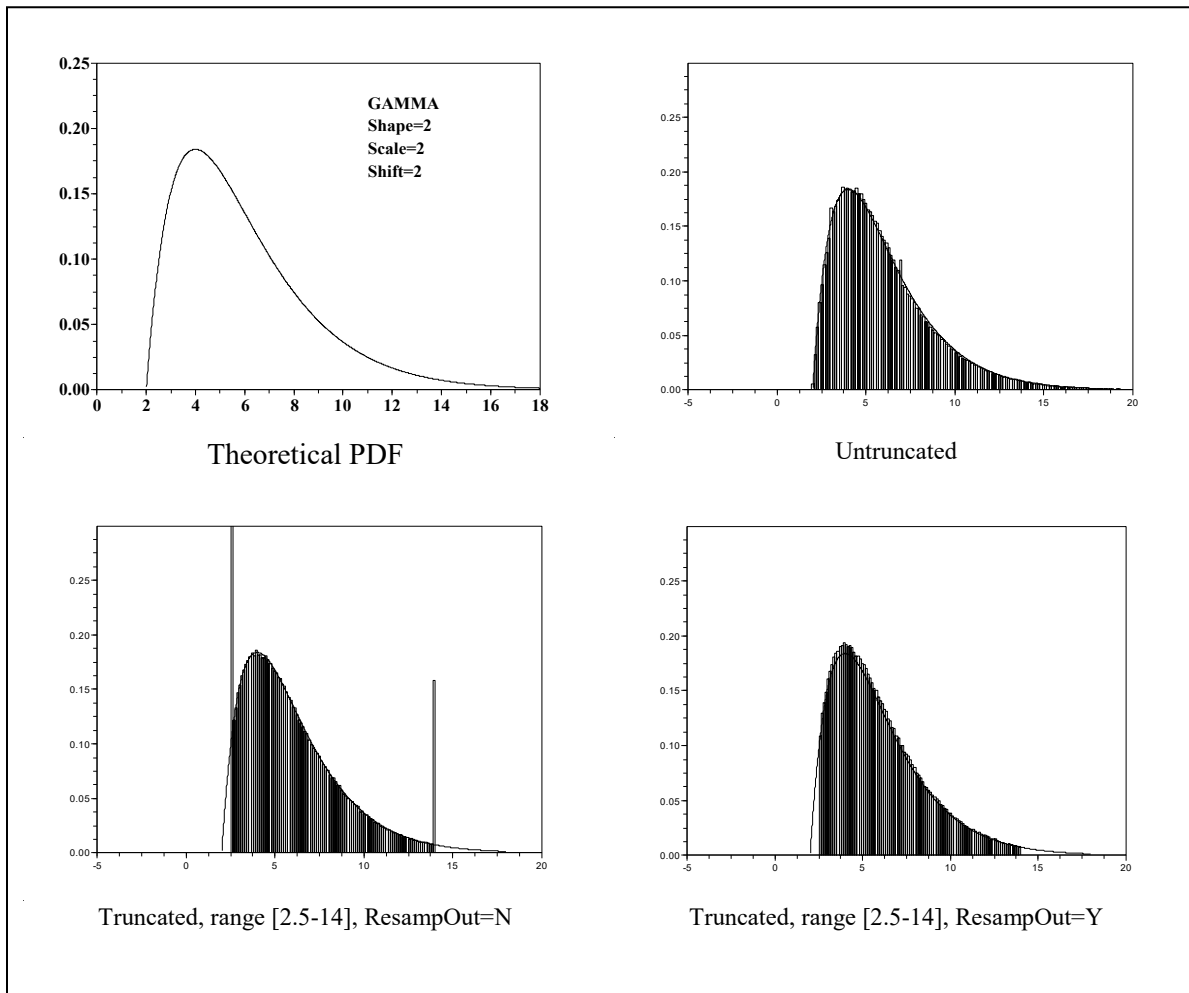 0.25
0.20
0.15
0.10
0.05
0.00
0 2 4 6 8 10 12 14 16 18
GAMMA
Shape=2
Scale=2
Shift=2
Theoretical PDF
0.25
0.20
0.15
0.10
0.05
0.00
-5 0 5 10 15 20
Untruncated
0.25
0.20
0.15
0.10
0.05
0.00
-5 0 5 10 15 20
Truncated, range [2.5-14], ResampOut=N
0.25
0.20
0.15
0.10
0.05
0.00
-5 0 5 10 15 20
Truncated, range [2.5-14], ResampOut=Y